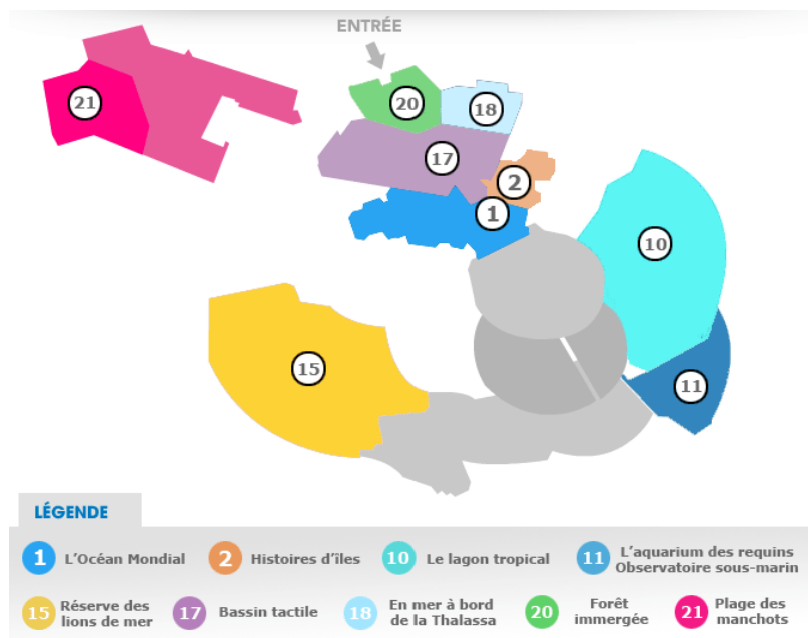 ENTRÉE
21
20
18
17
2
1
10
15
11
LÉGENDE
1 L'Océan Mondial
2 Histoires d'îles
10 Le lagon tropical
11 L'aquarium des requins
Observatoire sous-marin
15 Réserve des
lions de mer
17 Bassin tactile
18 En mer à bord
de la Thalassa
20 Forêt
immergée
21 Plage des
manchots